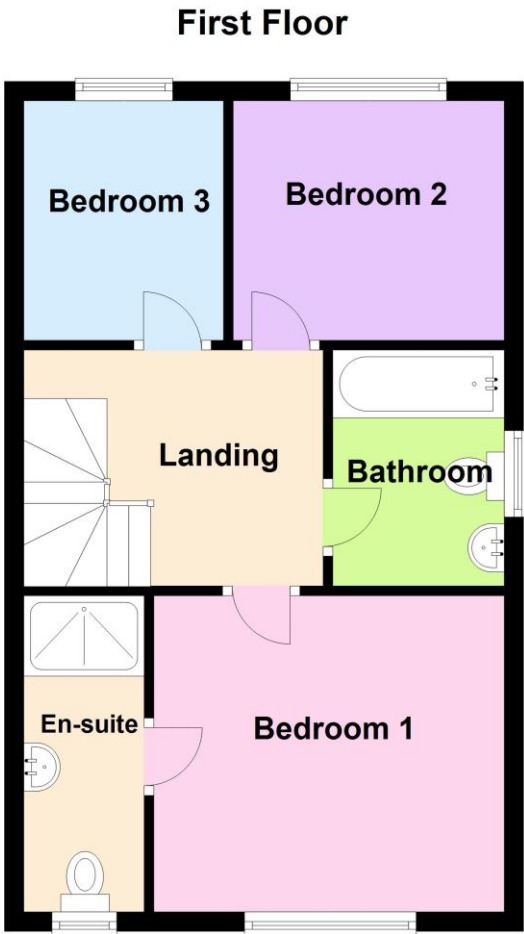 First Floor
Bedroom 3
Bedroom 2
Landing
Bathroom
En-suite
Bedroom 1